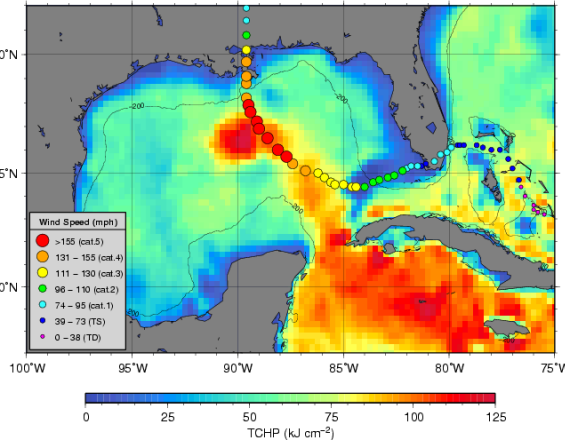 0°N
-200
-200
5°N
-200
Wind Speed (mph)
>155 (cat.5)
131 – 155 (cat.4)
111 – 130 (cat.3)
96 – 110 (cat.2)
74 – 95 (cat.1)
39 – 73 (TS)
0 – 38 (TD)
0°N
100°W 95°W 90°W 85°W 80°W 75°W
0 25 50 75 100 125
TCHP (kJ cm⁻²)